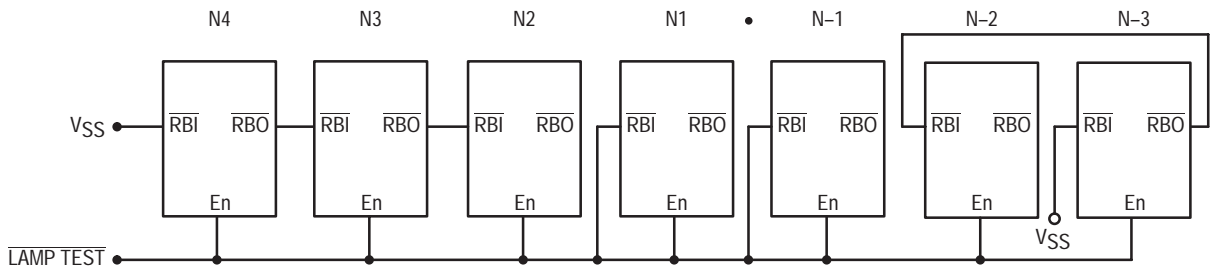 N4 N3 N2 N1 • N–1 N–2 N–3
VSS RBI RBO RBI RBO RBI RBO RBI RBO RBI RBO RBI RBO RBI RBO
En En En En En En En
VSS
LAMP TEST